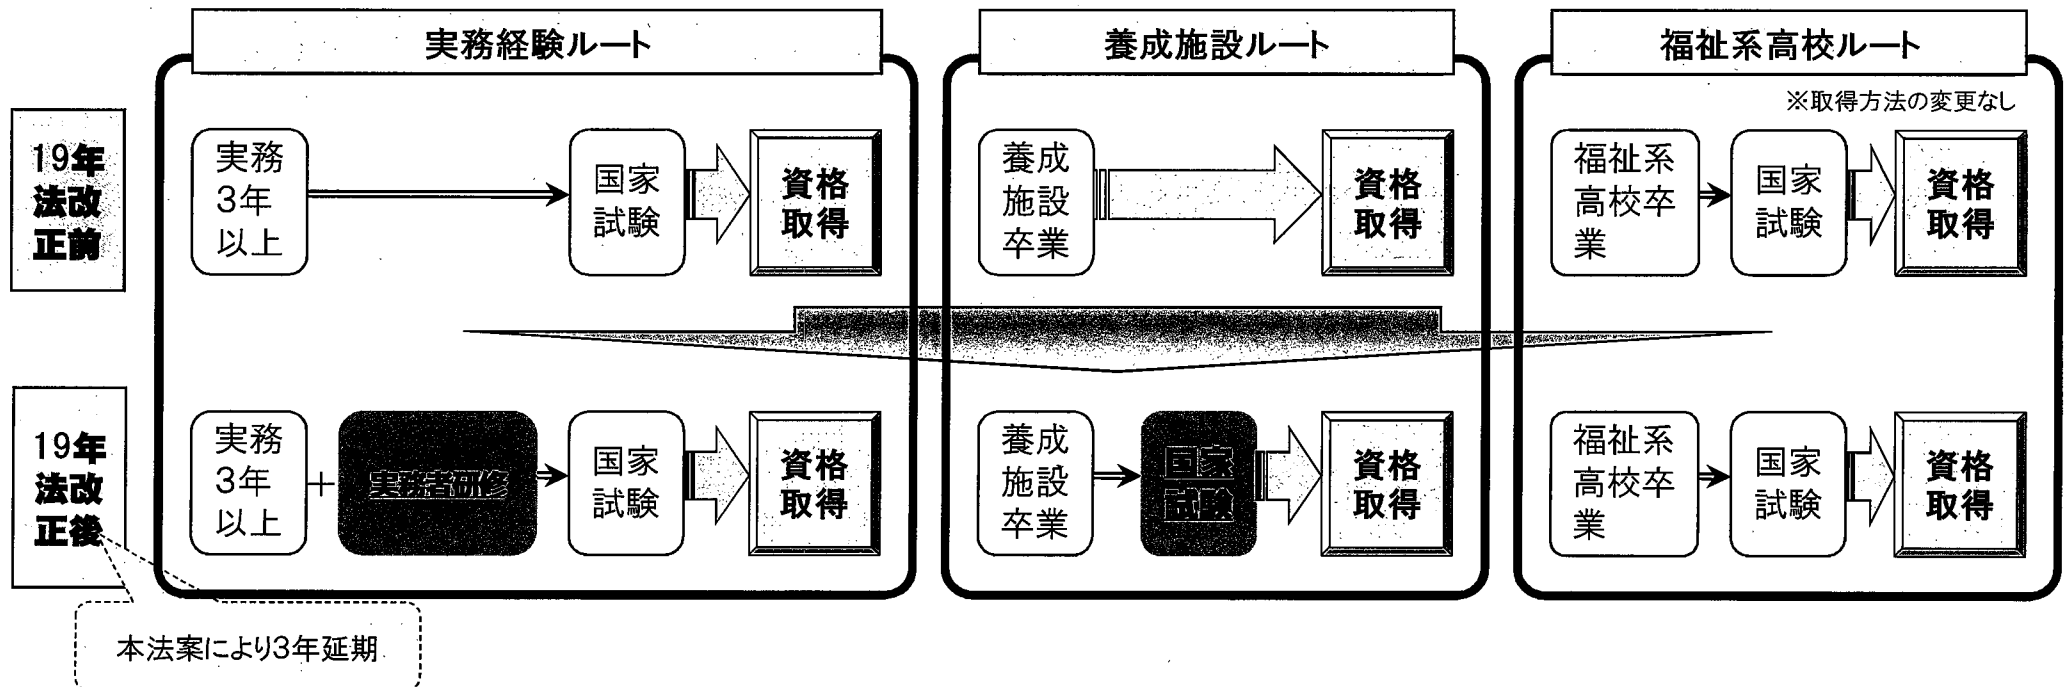 実務経験ルート
養成施設ルート
福祉系高校ルート
※取得方法の変更なし
19年
法改
正前
実務
3年
以上
国家
試験
資格
取得
養成
施設
卒業
資格
取得
福祉系
高校卒
業
国家
試験
資格
取得
19年
法改
正後
実務
3年
以上
+
実務者研修
国家
試験
資格
取得
養成
施設
卒業
国家
試験
資格
取得
福祉系
高校卒
業
国家
試験
資格
取得
本法案により3年延期